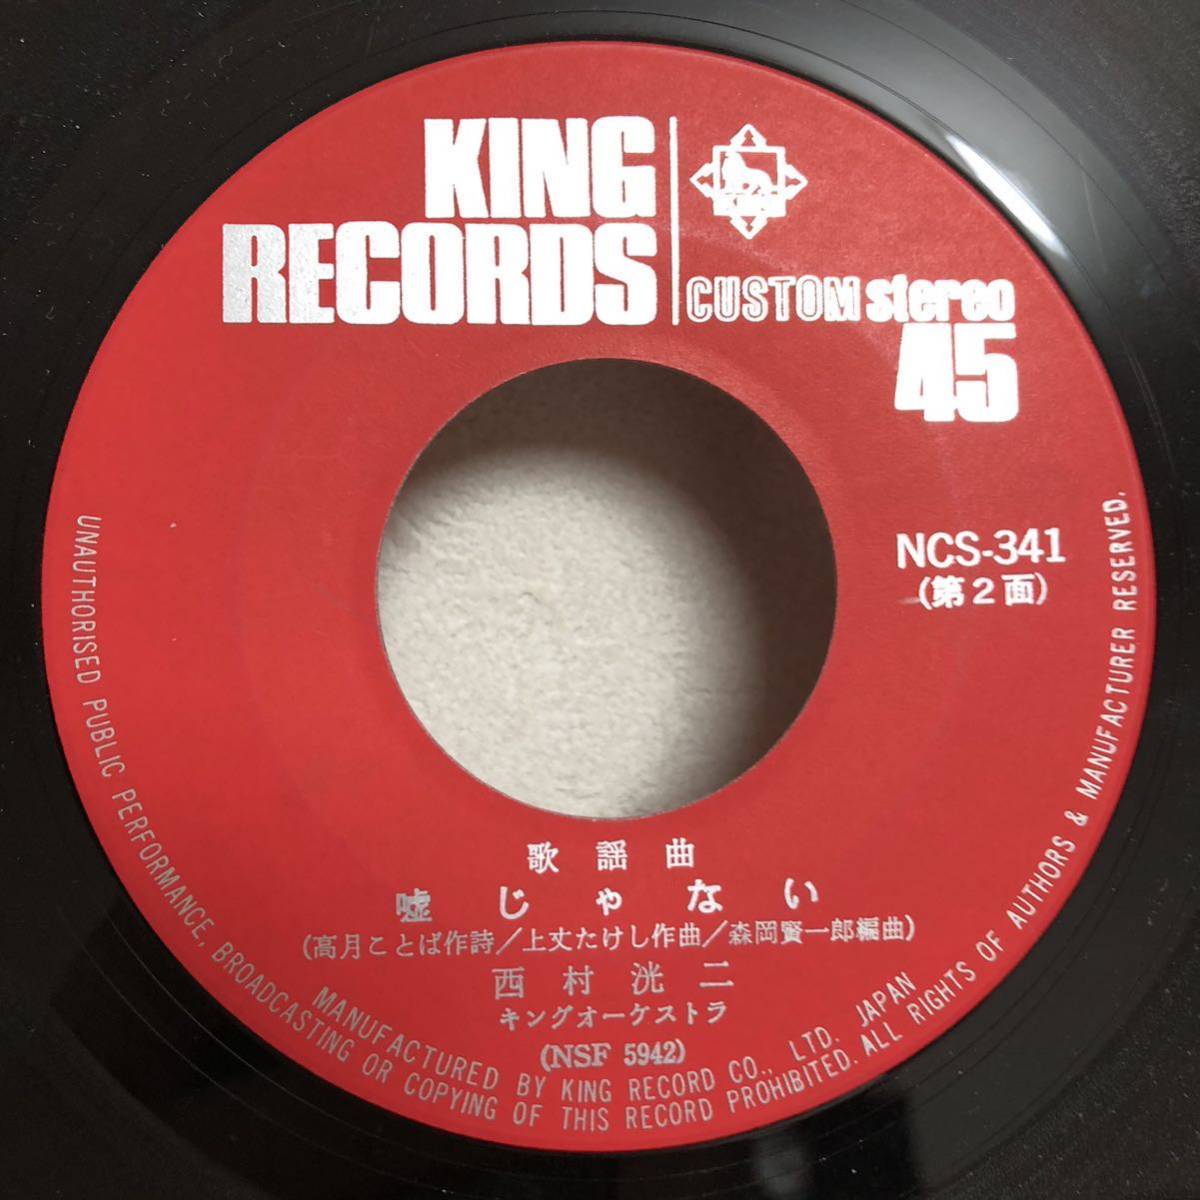 KING
RECORDS
CUSTOM stereo
45
NCS-341
(第2面)
歌謡曲
嘘じゃない
(高月ことば作詩/上丈たけし作曲/森岡賢一郎編曲)
西村洸二
キングオーケストラ
(NSF 5942)
MANUFACTURED BY KING RECORD CO., LTD. JAPAN
UNAUTHORISED PUBLIC PERFORMANCE, BROADCASTING OR COPYING OF THIS RECORD PROHIBITED. ALL RIGHTS OF AUTHORS & MANUFACTURER RESERVED.